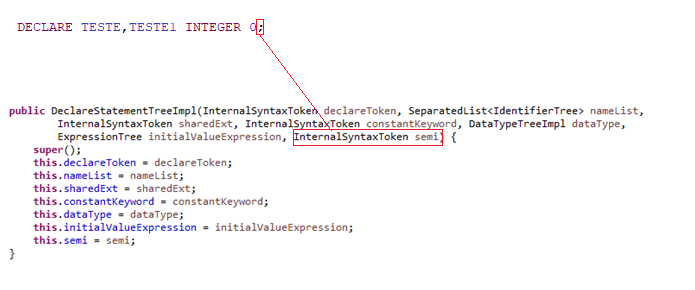 DECLARE TESTE,TESTE1 INTEGER 0;
public DeclareStatementTreeImpl(InternalSyntaxToken declareToken, SeparatedList<IdentifierTree> nameList,
InternalSyntaxToken sharedExt, InternalSyntaxToken constantKeyword, DataTypeTreeImpl dataType,
ExpressionTree initialValueExpression, InternalSyntaxToken semi) {
super();
this.declareToken = declareToken;
this.nameList = nameList;
this.sharedExt = sharedExt;
this.constantKeyword = constantKeyword;
this.dataType = dataType;
this.initialValueExpression = initialValueExpression;
this.semi = semi;
}